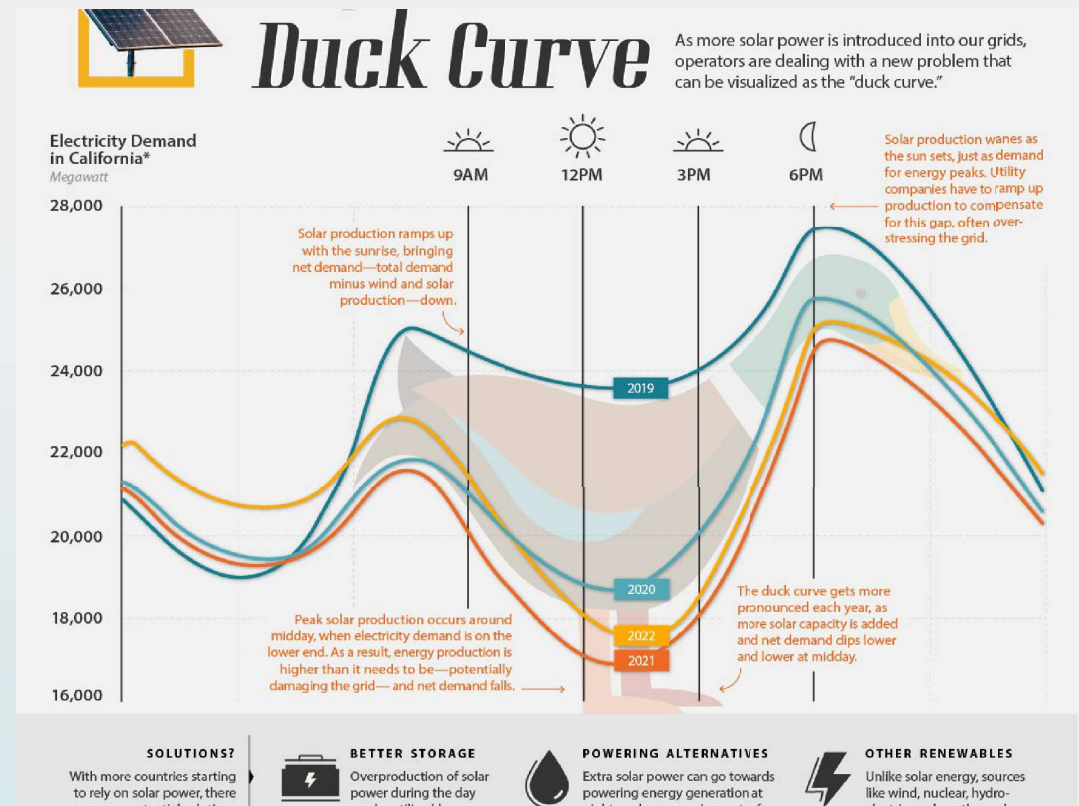 Duck Curve
As more solar power is introduced into our grids,
operators are dealing with a new problem that
can be visualized as the “duck curve.”
Electricity Demand
in California*
Megawatt
9AM
12PM
3PM
6PM
Solar production wanes as
the sun sets, just as demand
for energy peaks. Utility
companies have to ramp up
production to compensate
for this gap, often over-
stressing the grid.
28,000
26,000
24,000
22,000
20,000
18,000
16,000
Solar production ramps up
with the sunrise, bringing
net demand—total demand
minus wind and solar
production—down.
2019
2020
2022
2021
Peak solar production occurs around
midday, when electricity demand is on the
lower end. As a result, energy production is
higher than it needs to be—potentially
damaging the grid— and net demand falls.
The duck curve gets more
pronounced each year, as
more solar capacity is added
and net demand dips lower
and lower at midday.
SOLUTIONS?
With more countries starting
to rely on solar power, there
BETTER STORAGE
Overproduction of solar
power during the day
POWERING ALTERNATIVES
Extra solar power can go towards
powering energy generation at
OTHER RENEWABLES
Unlike solar energy, sources
like wind, nuclear, hydro-